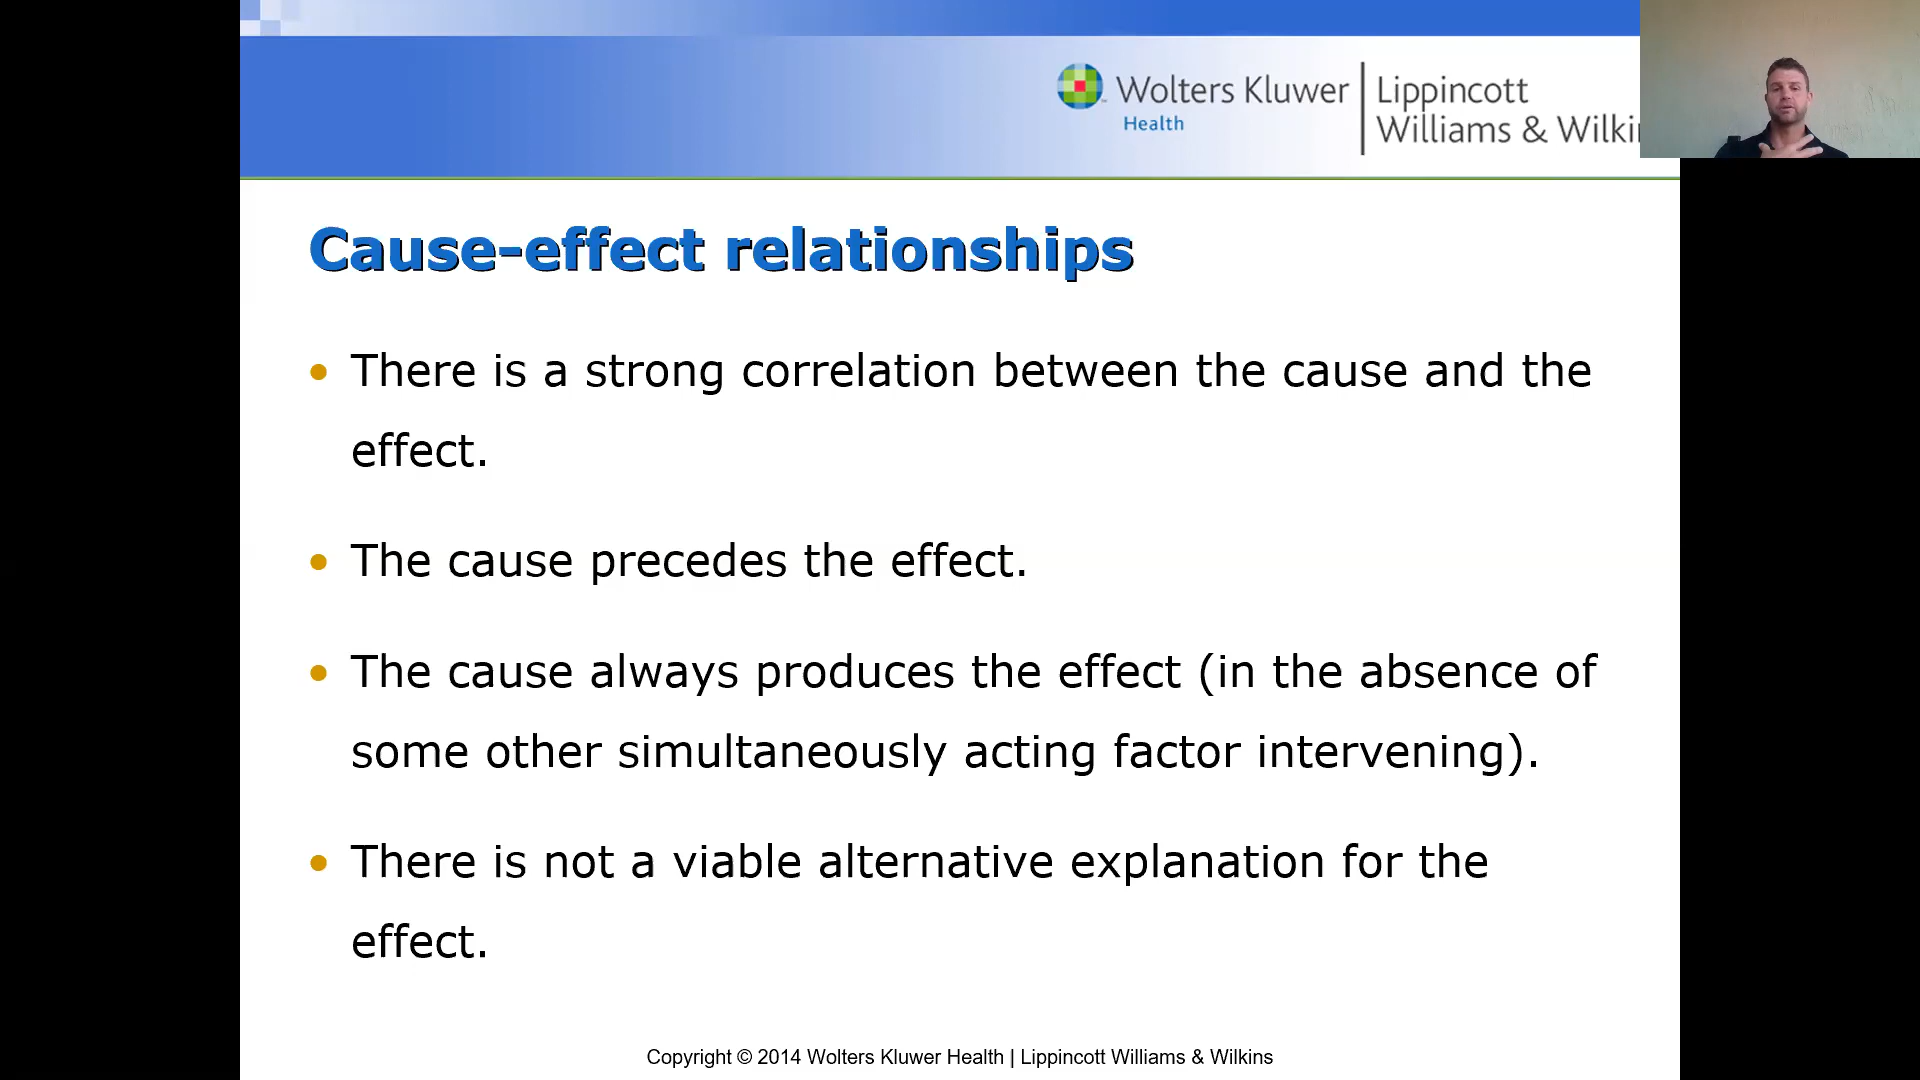 Wolters Kluwer
Health
Lippincott
Williams &
Cause-effect relationships
• There is a strong correlation between the cause and the
effect.
• The cause precedes the effect.
• The cause always produces the effect (in the absence of
some other simultaneously acting factor intervening).
• There is not a viable alternative explanation for the
effect.
Copyright © 2014 Wolters Kluwer Health | Lippincott Williams & Wilkins